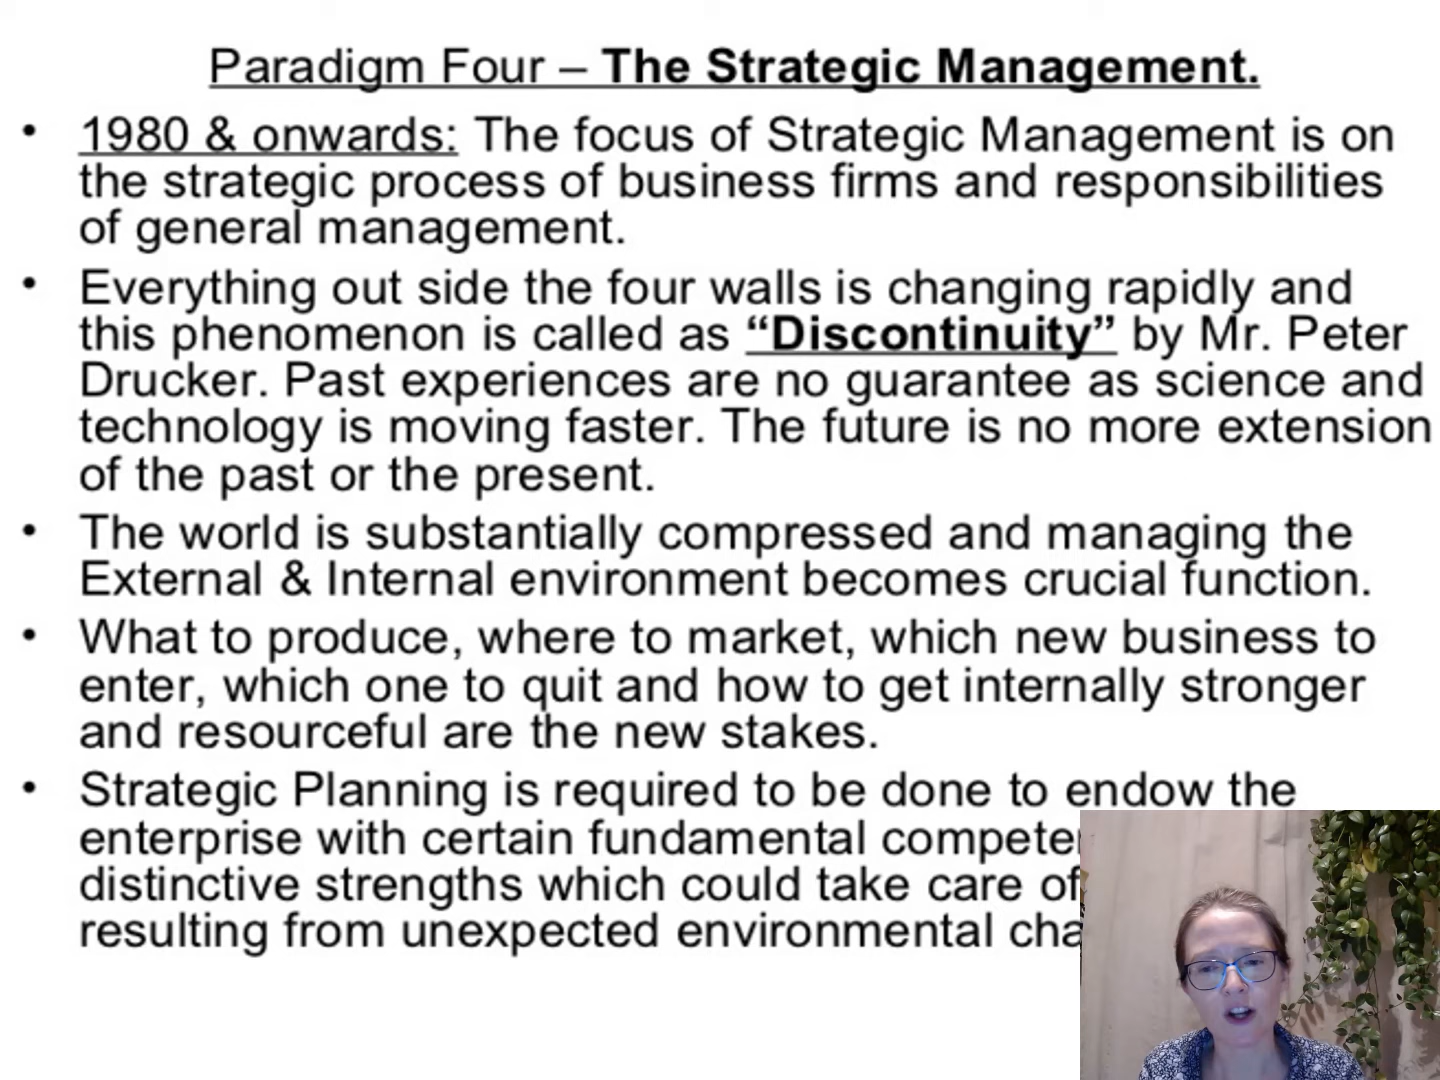 Paradigm Four – The Strategic Management.
• 1980 & onwards: The focus of Strategic Management is on
the strategic process of business firms and responsibilities
of general management.
• Everything out side the four walls is changing rapidly and
this phenomenon is called as “Discontinuity” by Mr. Peter
Drucker. Past experiences are no guarantee as science and
technology is moving faster. The future is no more extension
of the past or the present.
• The world is substantially compressed and managing the
External & Internal environment becomes crucial function.
• What to produce, where to market, which new business to
enter, which one to quit and how to get internally stronger
and resourceful are the new stakes.
• Strategic Planning is required to be done to endow the
enterprise with certain fundamental
distinctive strengths which could take care of
resulting from unexpected environmental